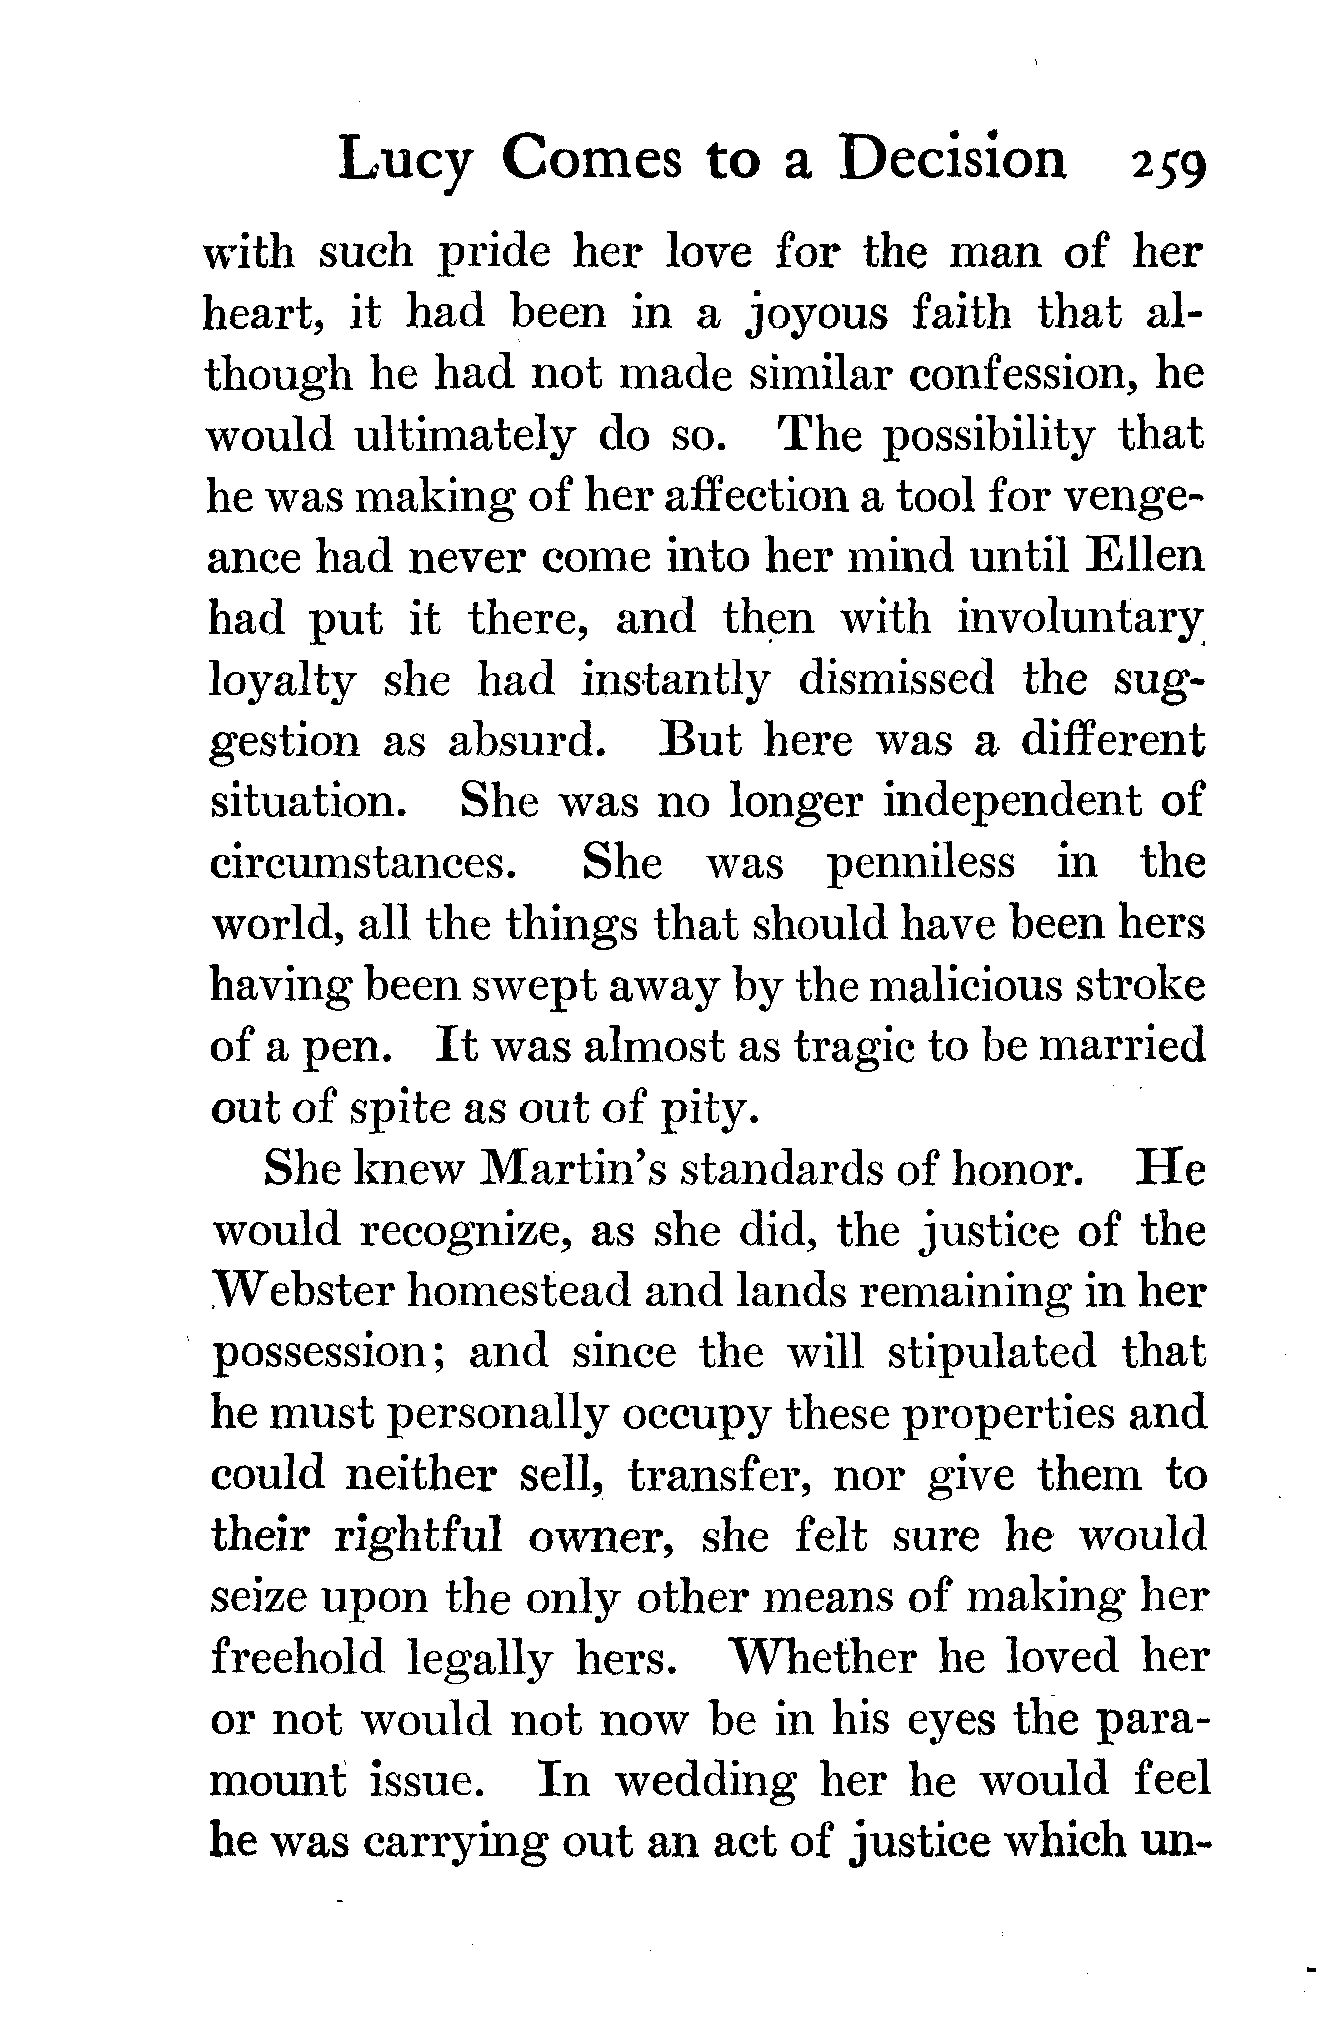 Lucy Comes to a Decision 259
with such pride her love for the man of her
heart, it had been in a joyous faith that al-
though he had not made similar confession, he
would ultimately do so. The possibility that
he was making of her affection a tool for venge-
ance had never come into her mind until Ellen
had put it there, and then with involuntary
loyalty she had instantly dismissed the sug-
gestion as absurd. But here was a different
situation. She was no longer independent of
circumstances. She was penniless in the
world, all the things that should have been hers
having been swept away by the malicious stroke
of a pen. It was almost as tragic to be married
out of spite as out of pity.
She knew Martin's standards of honor. He
would recognize, as she did, the justice of the
Webster homestead and lands remaining in her
possession; and since the will stipulated that
he must personally occupy these properties and
could neither sell, transfer, nor give them to
their rightful owner, she felt sure he would
seize upon the only other means of making her
freehold legally hers. Whether he loved her
or not would not now be in his eyes the para-
mount issue. In wedding her he would feel
he was carrying out an act of justice which un-